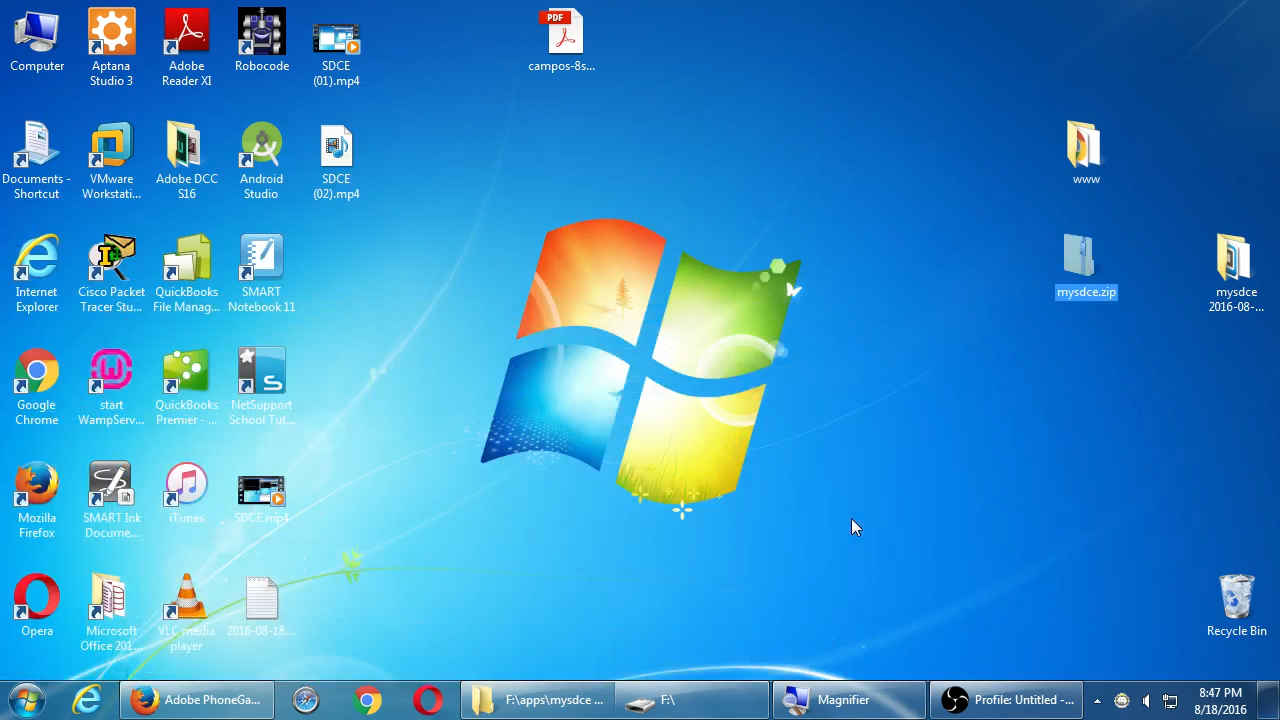 Computer
Aptana
Studio 3
Adobe
Reader XI
Robocode
SDCE
(01).mp4
PDF
campos-8s...
Documents -
Shortcut
VMware
Workstati...
Adobe DCC
S16
Android
Studio
SDCE
(02).mp4
www
Internet
Explorer
Cisco Packet
Tracer Stu...
QuickBooks
File Manag...
SMART
Notebook 11
mysdce.zip
mysdce
2016-08-...
Google
Chrome
start
WampServ...
QuickBooks
Premier - ...
NetSupport
School Tut...
Mozilla
Firefox
SMART Ink
Docume...
iTunes
SDCE.mp4
Opera
Microsoft
Office 201...
VLC media
player
2016-08-18....
Recycle Bin
Adobe PhoneGa...
F:\apps\mysdce ...
F:\
Magnifier
Profile: Untitled -...
8:47 PM
8/18/2016